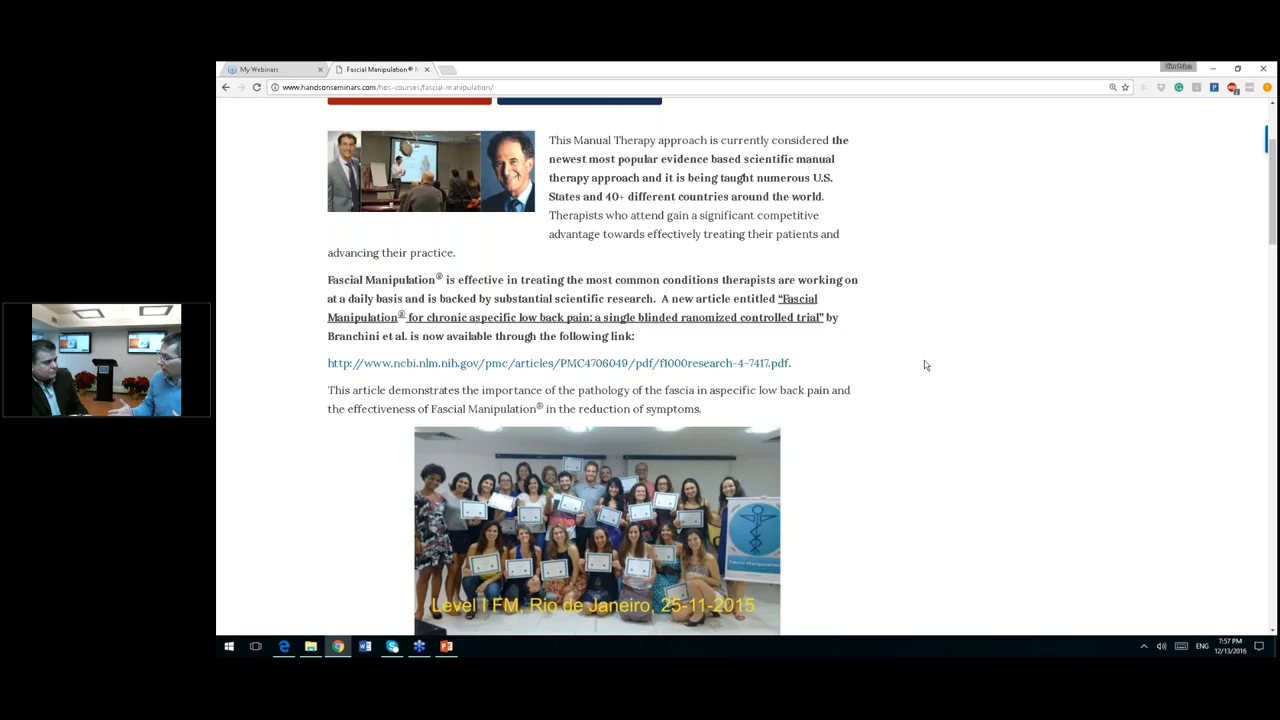 My Webinars
Fascial Manipulation® |
www.handsonseminars.com/hos-courses/fascial-manipulation/
This Manual Therapy approach is currently considered the
newest most popular evidence based scientific manual
therapy approach and it is being taught numerous U.S.
States and 40+ different countries around the world.
Therapists who attend gain a significant competitive
advantage towards effectively treating their patients and
advancing their practice.
Fascial Manipulation® is effective in treating the most common conditions therapists are working on
at a daily basis and is backed by substantial scientific research. A new article entitled “Fascial
Manipulation® for chronic aspecific low back pain: a single blinded ranomized controlled trial” by
Branchini et al. is now available through the following link:
http://www.ncbi.nlm.nih.gov/pmc/articles/PMC4706049/pdf/f1000research-4-7417.pdf.
This article demonstrates the importance of the pathology of the fascia in aspecific low back pain and
the effectiveness of Fascial Manipulation® in the reduction of symptoms.
Fascial Manipulation
Level I FM, Rio de Janeiro, 25-11-2015
ENG
7:57 PM
12/13/2016